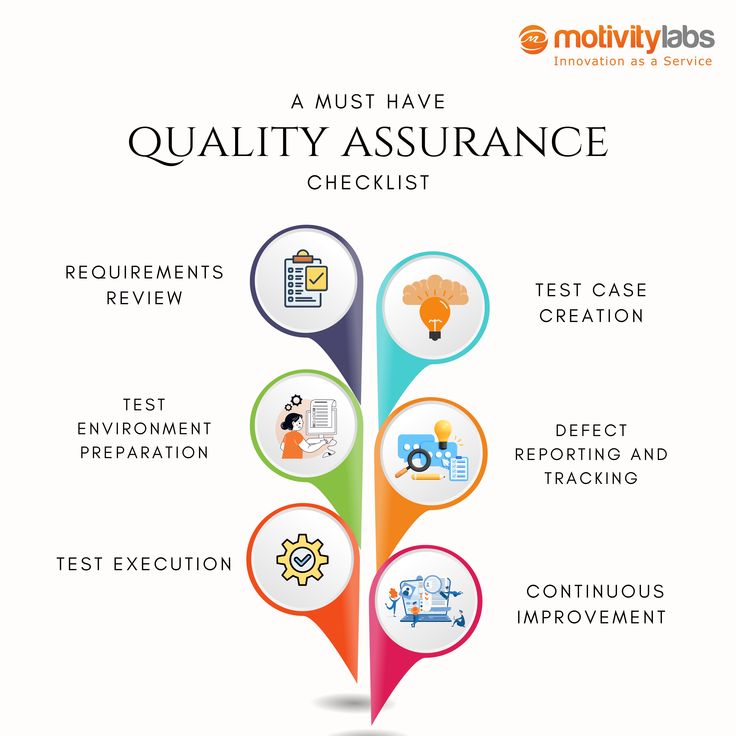 motivitylabs
Innovation as a Service
A MUST HAVE
QUALITY ASSURANCE
CHECKLIST
REQUIREMENTS
REVIEW
TEST CASE
CREATION
TEST
ENVIRONMENT
PREPARATION
DEFECT
REPORTING AND
TRACKING
TEST EXECUTION
CONTINUOUS
IMPROVEMENT